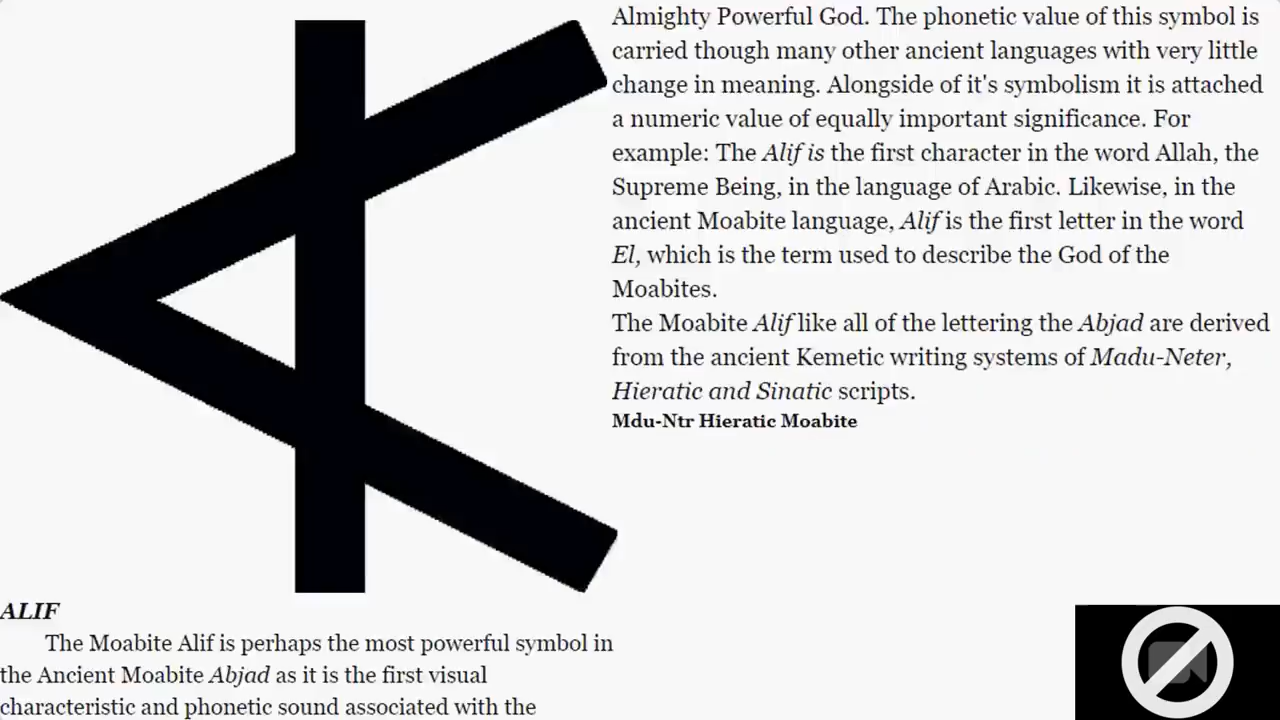 ALIF
The Moabite Alif is perhaps the most powerful symbol in
the Ancient Moabite Abjad as it is the first visual
characteristic and phonetic sound associated with the
Almighty Powerful God. The phonetic value of this symbol is
carried though many other ancient languages with very little
change in meaning. Alongside of it's symbolism it is attached
a numeric value of equally important significance. For
example: The Alif is the first character in the word Allah, the
Supreme Being, in the language of Arabic. Likewise, in the
ancient Moabite language, Alif is the first letter in the word
El, which is the term used to describe the God of the
Moabites.
The Moabite Alif like all of the lettering the Abjad are derived
from the ancient Kemetic writing systems of Madu-Neter,
Hieratic and Sinatic scripts.
Mdu-Ntr Hieratic Moabite